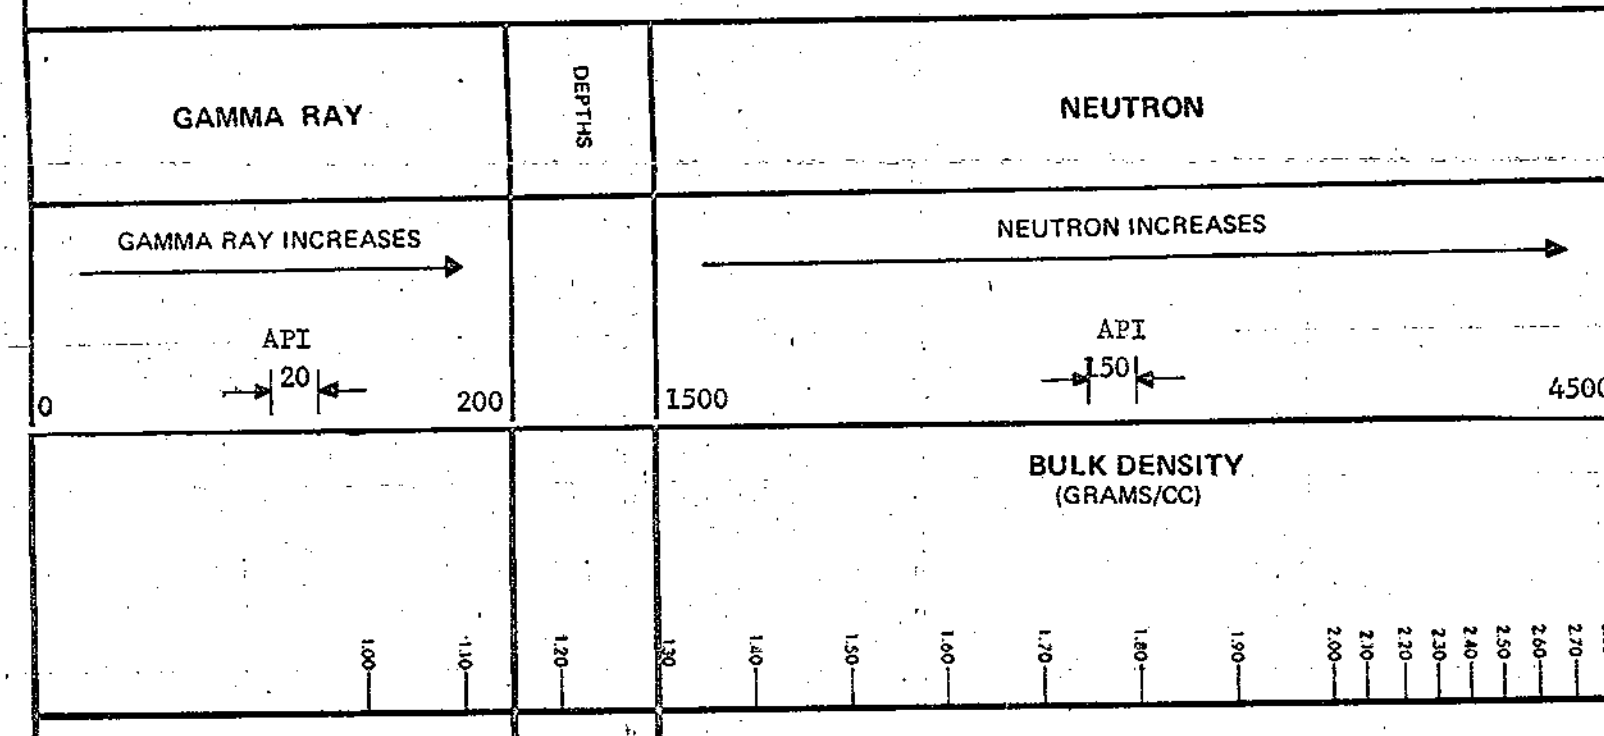 GAMMA RAY
DEPTHS
NEUTRON
GAMMA RAY INCREASES
NEUTRON INCREASES
API
API
20
150
0
200
1500
4500
BULK DENSITY
(GRAMS/CC)
1.00
1.10
1.20
1.30
1.40
1.50
1.60
1.70
1.80
1.90
2.00
2.10
2.20
2.30
2.40
2.50
2.60
2.70